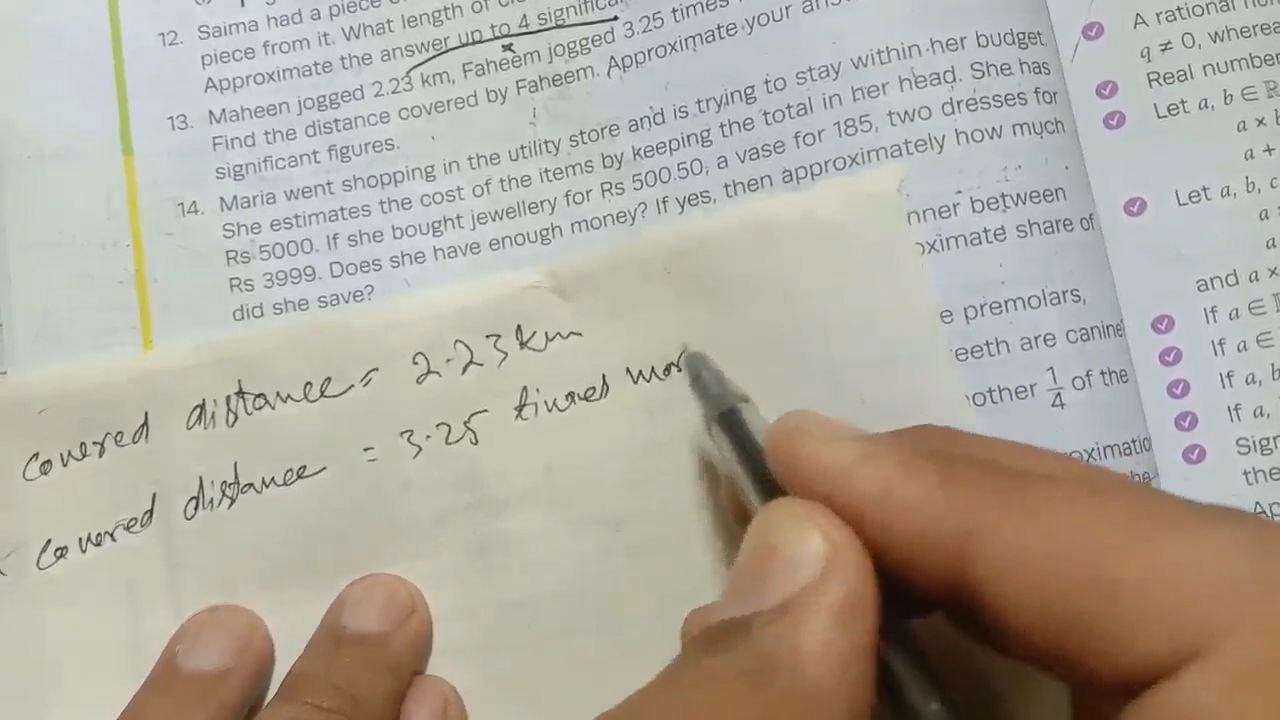 12. Saima had a piece
piece from it. What length of
Approximate the answer up to 4 significa
13. Maheen jogged 2.23 km, Faheem jogged 3.25 times
Find the distance covered by Faheem. Approximate your
significant figures.
14. Maria went shopping in the utility store and is trying to stay within her budget.
She estimates the cost of the items by keeping the total in her head. She has
Rs 5000. If she bought jewellery for Rs 500.50, a vase for 185, two dresses for
Rs 3999. Does she have enough money? If yes, then approximately how much
did she save?
nner between
oximate share of
e premolars,
eeth are canine
other 1/4 of the
oximatio
he
Covered distance = 2.23 km
Covered distance = 3.25 times mor
A rational
q ≠ 0, wherea
Real number
Let a, b ∈ ℝ
a × b
a +
Let a, b, c
a
a
and a ×
If a ∈
If a ∈
If a, b
If a,
Sigr
the
Ap